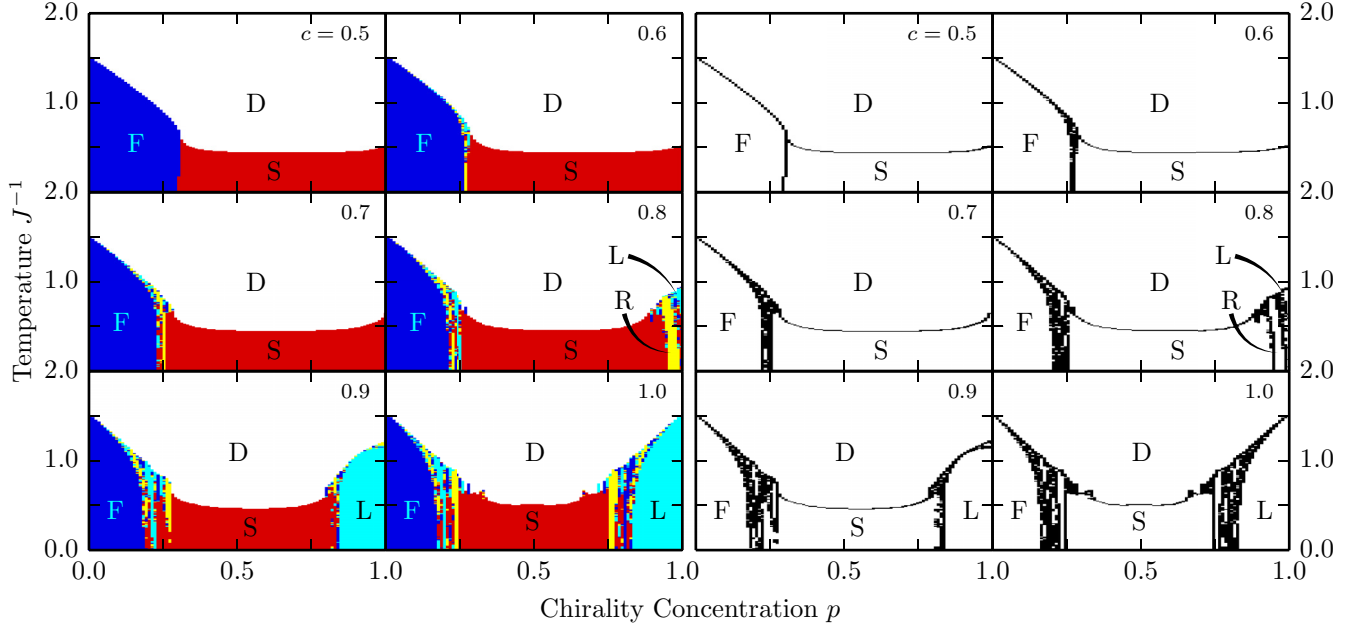 2.0 c = 0.5 0.6 c = 0.5 0.6 2.0
1.0 D D D D 1.0
F F F F
S S S S
2.0 0.7 0.8 0.7 0.8 2.0
L L
1.0 D D D D 1.0
R R
F F F F
S S S S
2.0 0.9 1.0 0.9 1.0 2.0
1.0 D D D D 1.0
F S L F S L F S L F S L
0.0 0.0
0.0 0.5 1.0 0.5 1.0 0.5 1.0 0.5 1.0
Temperature J⁻¹
Chirality Concentration p